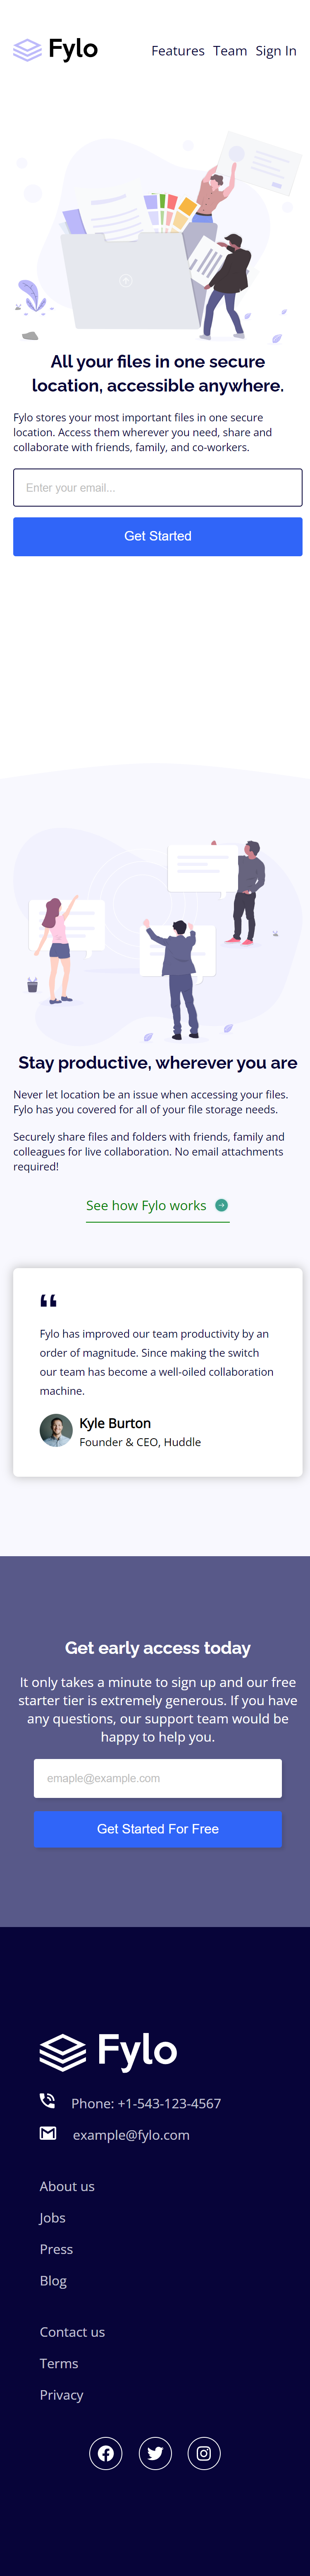 Fylo
Features Team Sign In
All your files in one secure
location, accessible anywhere.
Fylo stores your most important files in one secure
location. Access them wherever you need, share and
collaborate with friends, family, and co-workers.
Enter your email...
Get Started
Stay productive, wherever you are
Never let location be an issue when accessing your files.
Fylo has you covered for all of your file storage needs.
Securely share files and folders with friends, family and
colleagues for live collaboration. No email attachments
required!
See how Fylo works
“
Fylo has improved our team productivity by an
order of magnitude. Since making the switch
our team has become a well-oiled collaboration
machine.
Kyle Burton
Founder & CEO, Huddle
Get early access today
It only takes a minute to sign up and our free
starter tier is extremely generous. If you have
any questions, our support team would be
happy to help you.
emaple@example.com
Get Started For Free
Fylo
Phone: +1-543-123-4567
example@fylo.com
About us
Jobs
Press
Blog
Contact us
Terms
Privacy